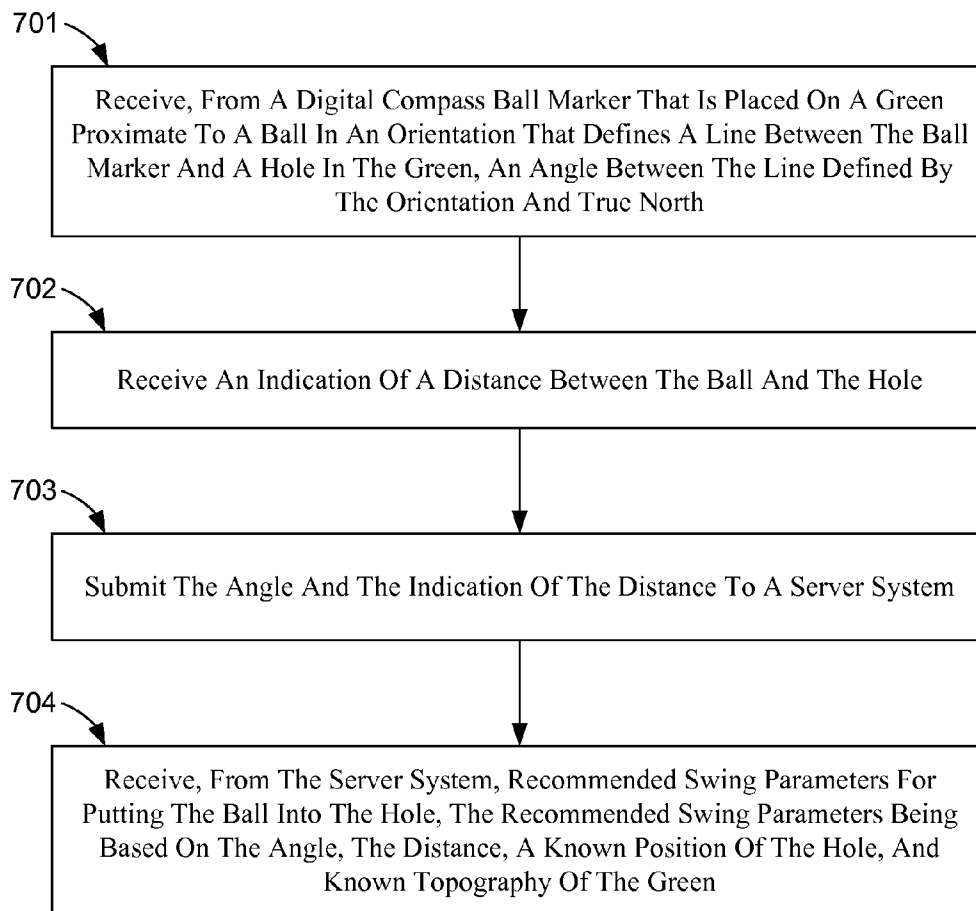 701
Receive, From A Digital Compass Ball Marker That Is Placed On A Green
Proximate To A Ball In An Orientation That Defines A Line Between The Ball
Marker And A Hole In The Green, An Angle Between The Line Defined By
The Orientation And True North
702
Receive An Indication Of A Distance Between The Ball And The Hole
703
Submit The Angle And The Indication Of The Distance To A Server System
704
Receive, From The Server System, Recommended Swing Parameters For
Putting The Ball Into The Hole, The Recommended Swing Parameters Being
Based On The Angle, The Distance, A Known Position Of The Hole, And
Known Topography Of The Green